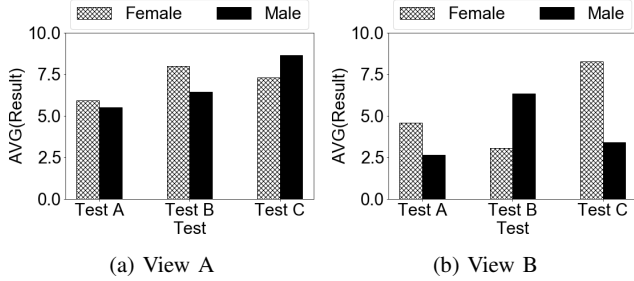 Female Male
10.0
7.5
5.0
2.5
0.0
AVG(Result)
Test A Test B Test C
Test
(a) View A
Female Male
10.0
7.5
5.0
2.5
0.0
AVG(Result)
Test A Test B Test C
Test
(b) View B